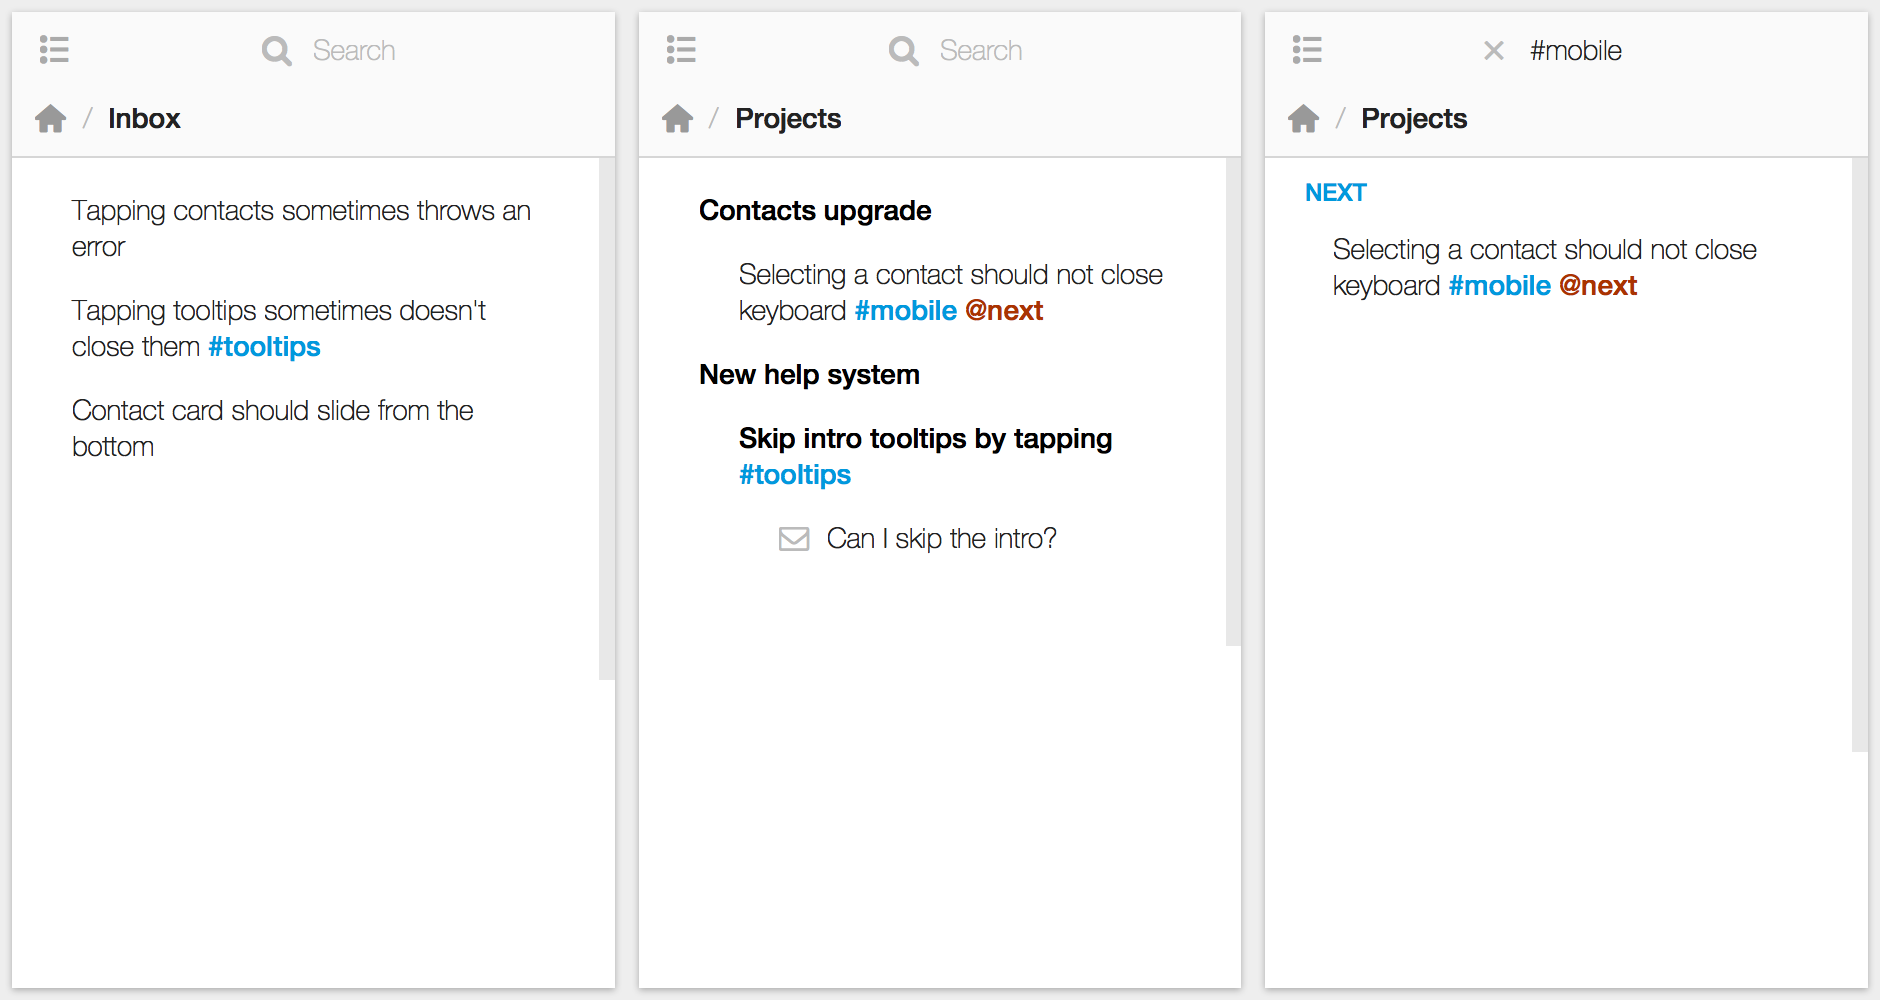 Search
/ Inbox
Tapping contacts sometimes throws an
error
Tapping tooltips sometimes doesn't
close them #tooltips
Contact card should slide from the
bottom
Search
/ Projects
Contacts upgrade
Selecting a contact should not close
keyboard #mobile @next
New help system
Skip intro tooltips by tapping
#tooltips
Can I skip the intro?
#mobile
/ Projects
NEXT
Selecting a contact should not close
keyboard #mobile @next